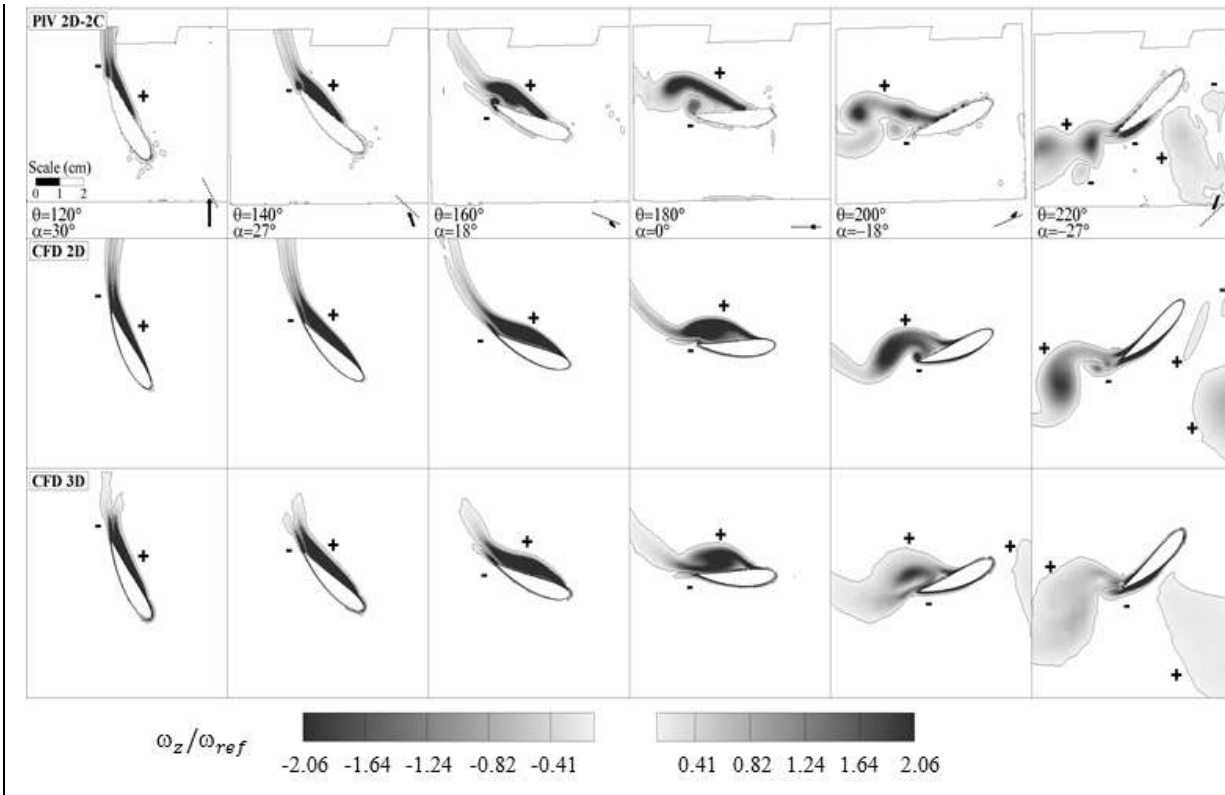 PIV 2D-2C
- +
- +
- +
+ -
+ -
+ - + - -
Scale (cm)
0 1 2
θ=120° θ=140° θ=160° θ=180° θ=200° θ=220°
α=30° α=27° α=18° α=0° α=−18° α=−27°
CFD 2D
- +
- +
- +
+ -
+ -
+ - + + -
CFD 3D
- +
- +
- +
+ -
+ - +
+ - +
ω_z/ω_ref
-2.06 -1.64 -1.24 -0.82 -0.41 0.41 0.82 1.24 1.64 2.06